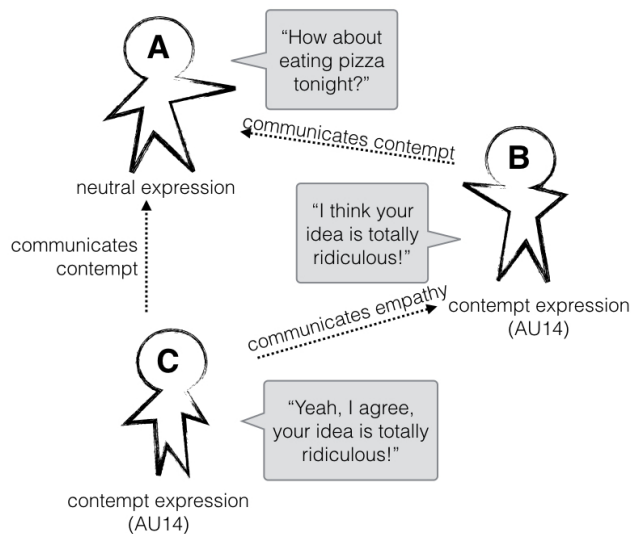 A
“How about
eating pizza
tonight?”
communicates contempt
B
neutral expression
“I think your
idea is totally
ridiculous!”
communicates
contempt
communicates empathy
contempt expression
(AU14)
C
“Yeah, I agree,
your idea is totally
ridiculous!”
contempt expression
(AU14)